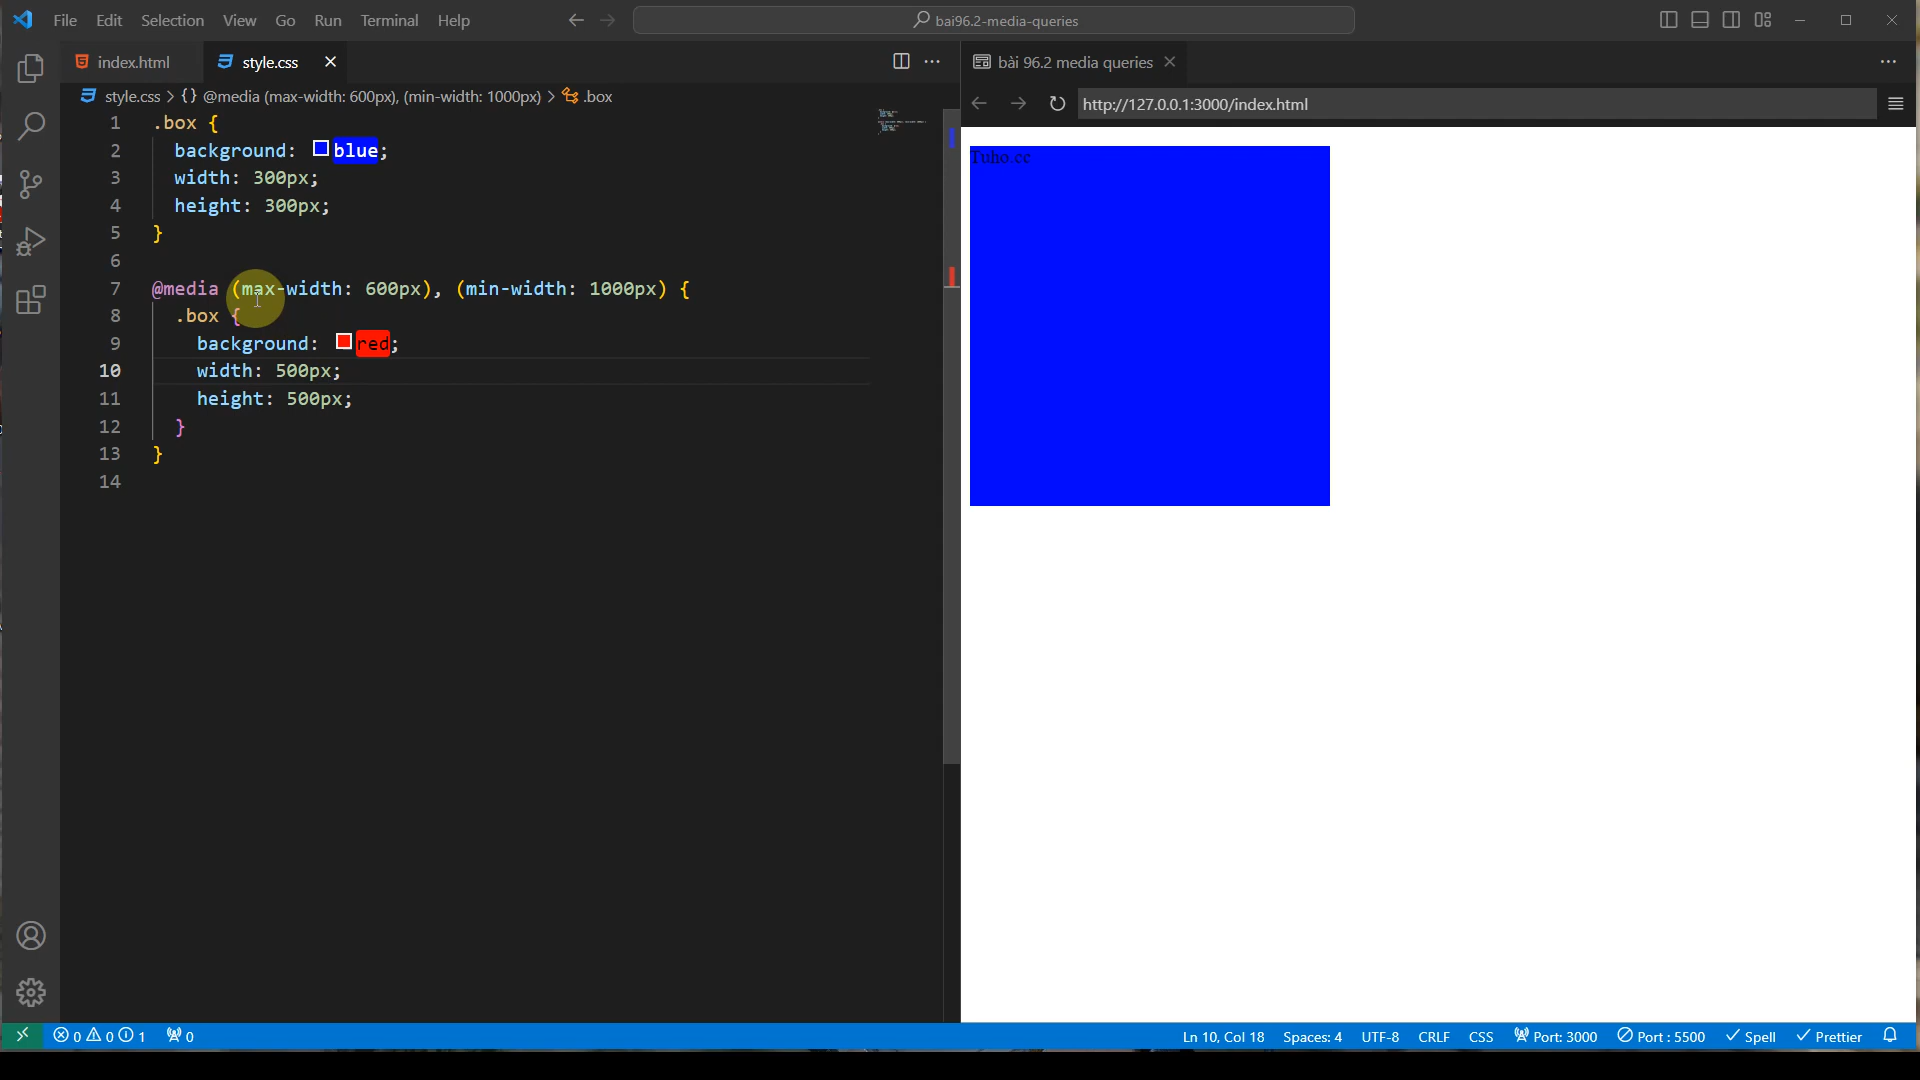 File Edit Selection View Go Run Terminal Help
bai96.2-media-queries
index.html
style.css
bài 96.2 media queries
style.css > {} @media (max-width: 600px), (min-width: 1000px) > .box
http://127.0.0.1:3000/index.html
1 .box {
2 background: blue;
3 width: 300px;
4 height: 300px;
5 }
6
7 @media (max-width: 600px), (min-width: 1000px) {
8 .box {
9 background: red;
10 width: 500px;
11 height: 500px;
12 }
13 }
14
Tuho.cc
0 0 1 0
Ln 10, Col 18 Spaces: 4 UTF-8 CRLF CSS Port: 3000 Port : 5500 Spell Prettier